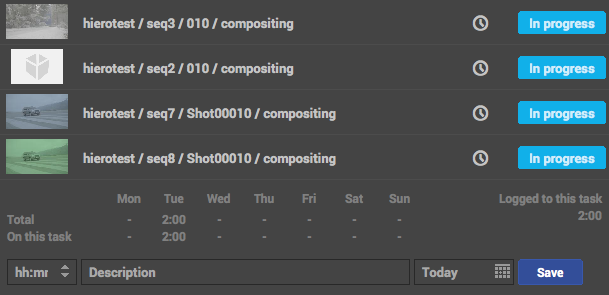 hierotest / seq3 / 010 / compositing In progress
hierotest / seq2 / 010 / compositing In progress
hierotest / seq7 / Shot00010 / compositing In progress
hierotest / seq8 / Shot00010 / compositing In progress
Mon Tue Wed Thu Fri Sat Sun Logged to this task
2:00
Total - 2:00 - - - - -
On this task - 2:00 - - - - -
hh:mr Description Today Save